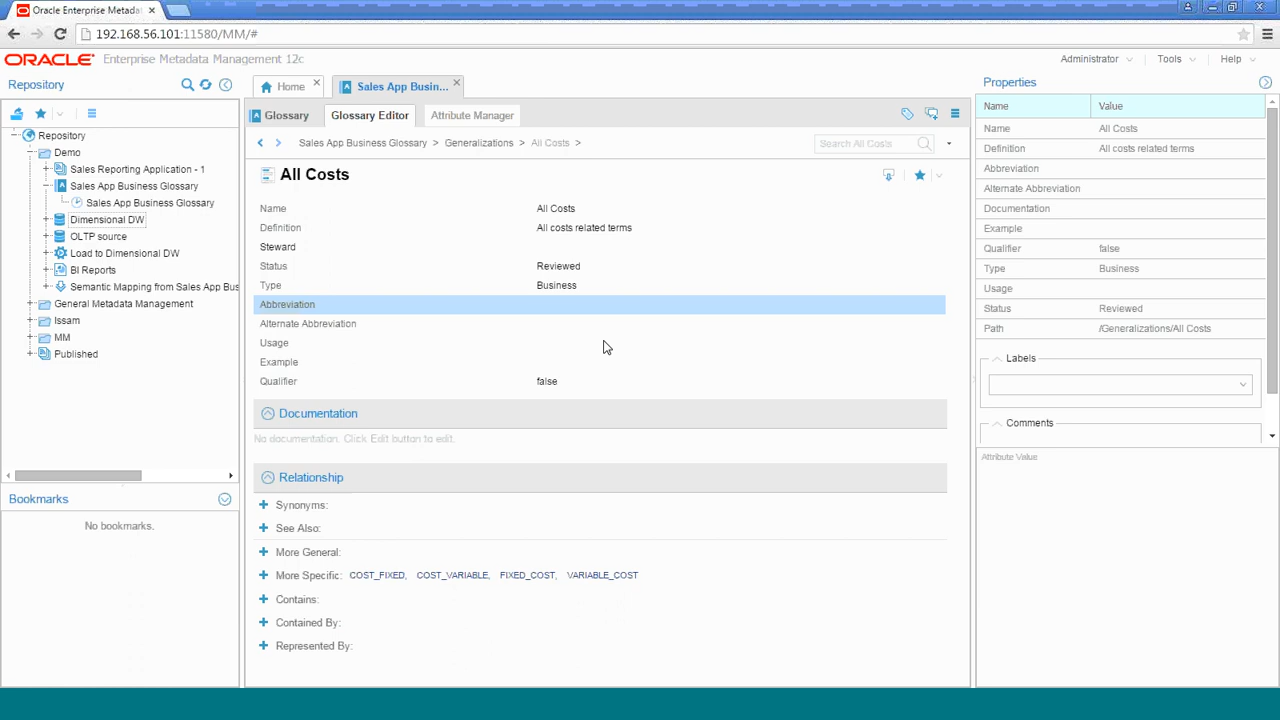 Oracle Enterprise Metada
192.168.56.101:11580/MM/#
ORACLE Enterprise Metadata Management 12c
Administrator Tools Help
Repository
Home
Sales App Busin...
Properties
Glossary
Glossary Editor
Attribute Manager
Name Value
Repository
Demo
Sales Reporting Application - 1
Sales App Business Glossary
Sales App Business Glossary
Dimensional DW
OLTP source
Load to Dimensional DW
BI Reports
Semantic Mapping from Sales App Bus
General Metadata Management
Issam
MM
Published
Bookmarks
No bookmarks.
Sales App Business Glossary > Generalizations > All Costs >
Search All Costs
All Costs
Name All Costs
Definition All costs related terms
Steward
Status Reviewed
Type Business
Abbreviation
Alternate Abbreviation
Usage
Example
Qualifier false
Documentation
No documentation. Click Edit button to edit.
Relationship
Synonyms:
See Also:
More General:
More Specific: COST_FIXED, COST_VARIABLE, FIXED_COST, VARIABLE_COST
Contains:
Contained By:
Represented By:
Name All Costs
Definition All costs related terms
Abbreviation
Alternate Abbreviation
Documentation
Example
Qualifier false
Type Business
Usage
Status Reviewed
Path /Generalizations/All Costs
Labels
Comments
Attribute Value